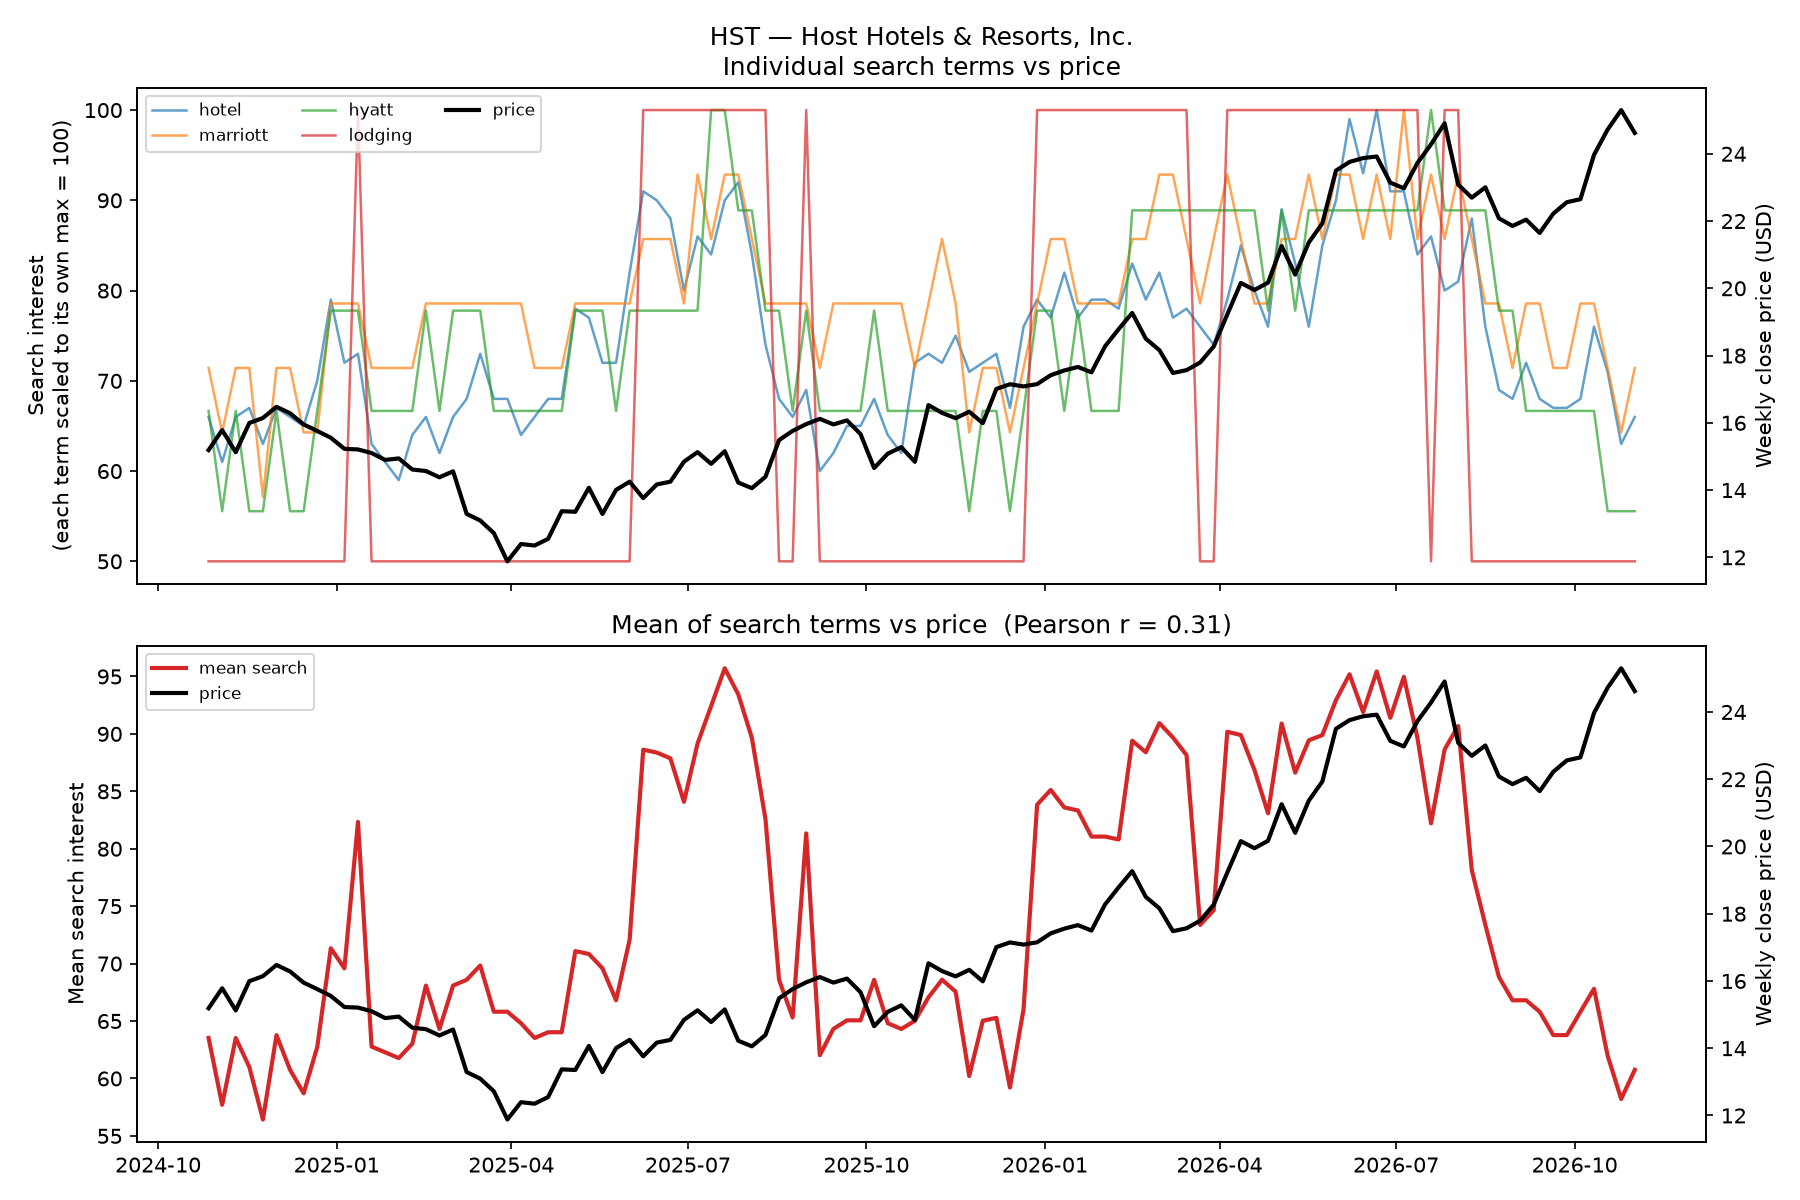 HST — Host Hotels & Resorts, Inc.
Individual search terms vs price
hotel
marriott
hyatt
lodging
price
100
90
80
70
60
50
Search interest
(each term scaled to its own max = 100)
24
22
20
18
16
14
12
Weekly close price (USD)
Mean of search terms vs price (Pearson r = 0.31)
mean search
price
95
90
85
80
75
70
65
60
55
Mean search interest
24
22
20
18
16
14
12
Weekly close price (USD)
2024-10
2025-01
2025-04
2025-07
2025-10
2026-01
2026-04
2026-07
2026-10